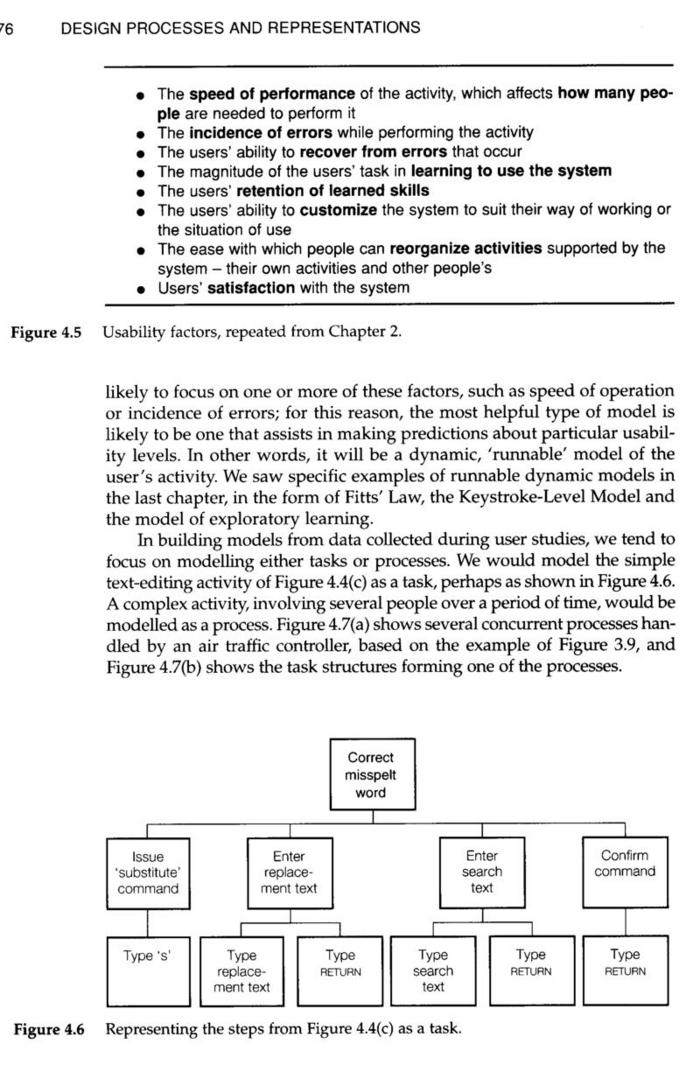 76 DESIGN PROCESSES AND REPRESENTATIONS
● The speed of performance of the activity, which affects how many peo-
ple are needed to perform it
● The incidence of errors while performing the activity
● The users' ability to recover from errors that occur
● The magnitude of the users' task in learning to use the system
● The users' retention of learned skills
● The users' ability to customize the system to suit their way of working or
the situation of use
● The ease with which people can reorganize activities supported by the
system – their own activities and other people's
● Users' satisfaction with the system
Figure 4.5 Usability factors, repeated from Chapter 2.
likely to focus on one or more of these factors, such as speed of operation
or incidence of errors; for this reason, the most helpful type of model is
likely to be one that assists in making predictions about particular usabil-
ity levels. In other words, it will be a dynamic, 'runnable' model of the
user's activity. We saw specific examples of runnable dynamic models in
the last chapter, in the form of Fitts' Law, the Keystroke-Level Model and
the model of exploratory learning.
In building models from data collected during user studies, we tend to
focus on modelling either tasks or processes. We would model the simple
text-editing activity of Figure 4.4(c) as a task, perhaps as shown in Figure 4.6.
A complex activity, involving several people over a period of time, would be
modelled as a process. Figure 4.7(a) shows several concurrent processes han-
dled by an air traffic controller, based on the example of Figure 3.9, and
Figure 4.7(b) shows the task structures forming one of the processes.
Correct
misspelt
word
Issue
'substitute'
command
Enter
replace-
ment text
Enter
search
text
Confirm
command
Type 's'
Type
replace-
ment text
Type
RETURN
Type
search
text
Type
RETURN
Type
RETURN
Figure 4.6 Representing the steps from Figure 4.4(c) as a task.